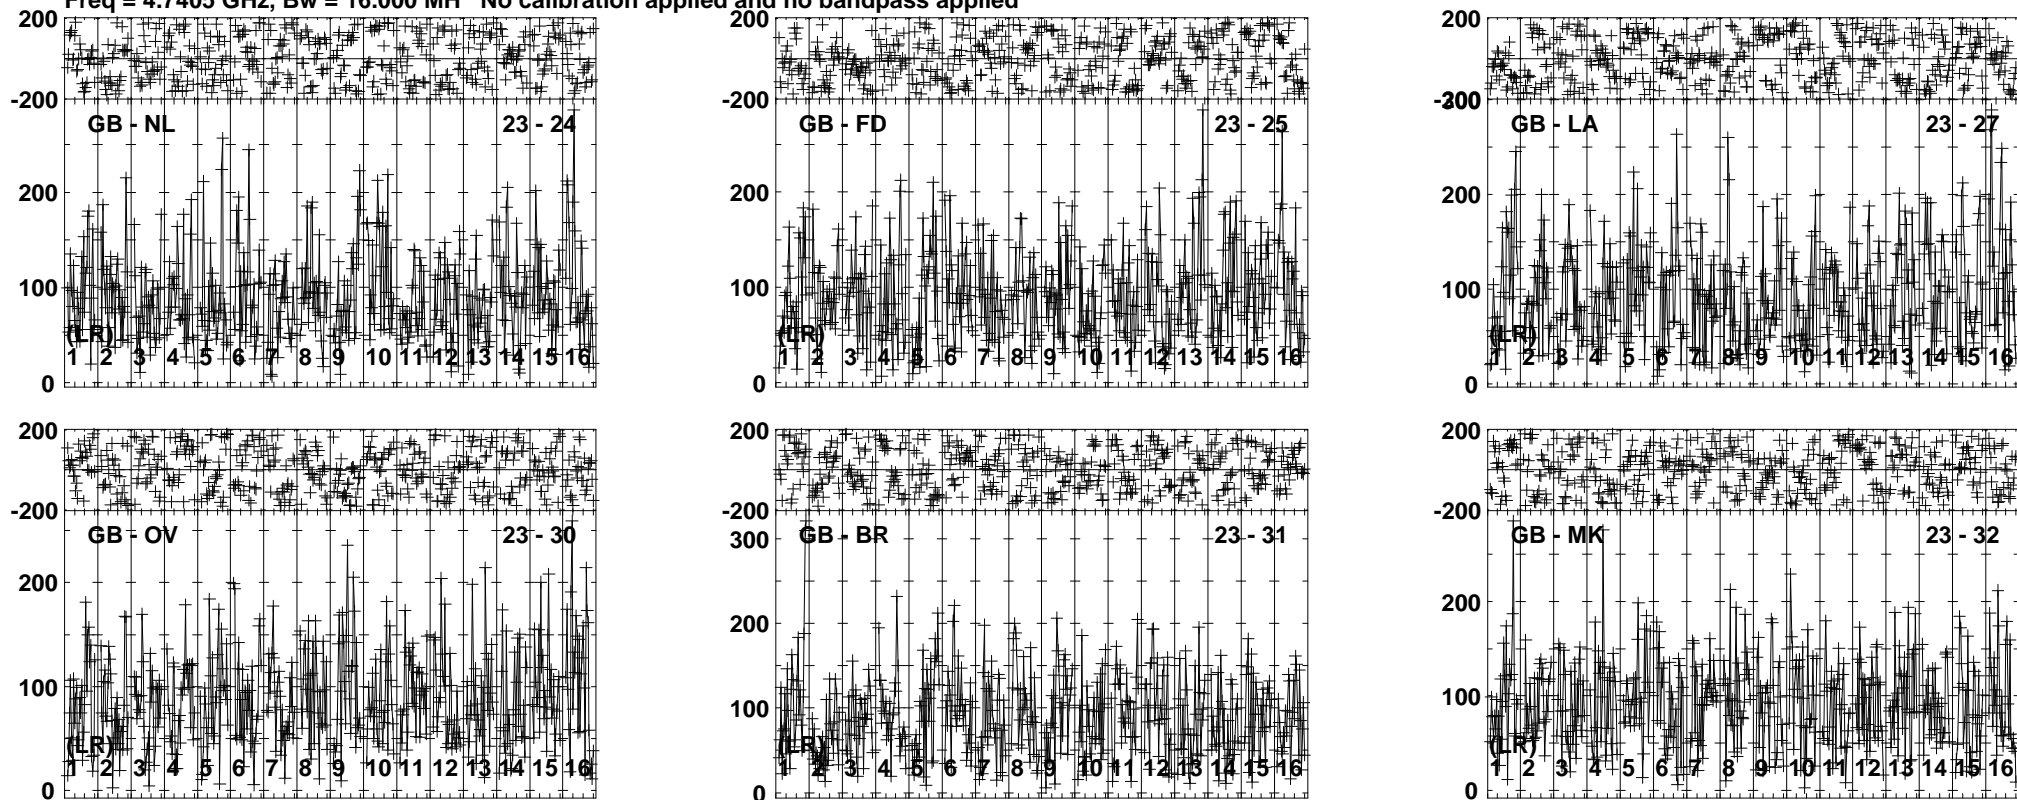 Freq = 4.7405 GHz, Bw = 16.000 MH No calibration applied and no bandpass applied
200 200 200
-200 -200 -200
GB - NL 23 - 24 GB - FD 23 - 25 GB - LA 23 - 27
300
200 200 200
100 100 100
(LR) (LR) (LR)
1 2 3 4 5 6 7 8 9 10 11 12 13 14 15 16 1 2 3 4 5 6 7 8 9 10 11 12 13 14 15 16 1 2 3 4 5 6 7 8 9 10 11 12 13 14 15 16
0 0 0
200 200 200
-200 -200 -200
GB - OV 23 - 30 GB - BR 23 - 31 GB - MK 23 - 32
300
200 200 200
100 100 100
(LR) (LR) (LR)
1 2 3 4 5 6 7 8 9 10 11 12 13 14 15 16 1 2 3 4 5 6 7 8 9 10 11 12 13 14 15 16 1 2 3 4 5 6 7 8 9 10 11 12 13 14 15 16
0 0 0